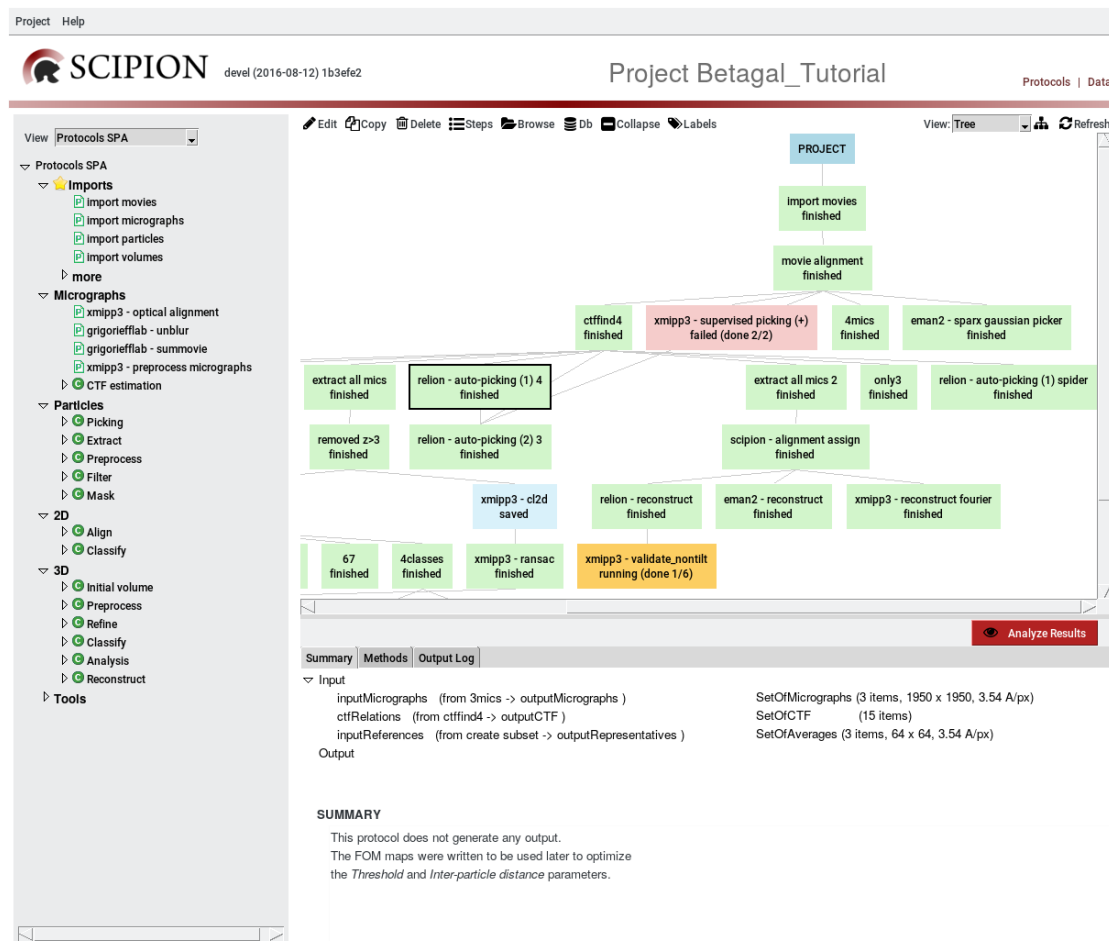 Project Help
SCIPION devel (2016-08-12) 1b3efe2 Project Betagal_Tutorial Protocols | Data
View Protocols SPA
Protocols SPA
Imports
import movies
import micrographs
import particles
import volumes
more
Micrographs
xmipp3 - optical alignment
grigoriefflab - unblur
grigoriefflab - summovie
xmipp3 - preprocess micrographs
CTF estimation
Particles
Picking
Extract
Preprocess
Filter
Mask
2D
Align
Classify
3D
Initial volume
Preprocess
Refine
Classify
Analysis
Reconstruct
Tools
Edit Copy Delete Steps Browse Db Collapse Labels View: Tree Refresh
PROJECT
import movies
finished
movie alignment
finished
ctffind4
finished
xmipp3 - supervised picking (+)
failed (done 2/2)
4mics
finished
eman2 - sparx gaussian picker
finished
extract all mics
finished
relion - auto-picking (1) 4
finished
extract all mics 2
finished
only3
finished
relion - auto-picking (1) spider
finished
removed z>3
finished
relion - auto-picking (2) 3
finished
scipion - alignment assign
finished
xmipp3 - cl2d
saved
relion - reconstruct
finished
eman2 - reconstruct
finished
xmipp3 - reconstruct fourier
finished
67
finished
4classes
finished
xmipp3 - ransac
finished
xmipp3 - validate_nontilt
running (done 1/6)
Analyze Results
Summary Methods Output Log
Input
inputMicrographs (from 3mics -> outputMicrographs ) SetOfMicrographs (3 items, 1950 x 1950, 3.54 A/px)
ctfRelations (from ctffind4 -> outputCTF ) SetOfCTF (15 items)
inputReferences (from create subset -> outputRepresentatives ) SetOfAverages (3 items, 64 x 64, 3.54 A/px)
Output
SUMMARY
This protocol does not generate any output.
The FOM maps were written to be used later to optimize
the Threshold and Inter-particle distance parameters.